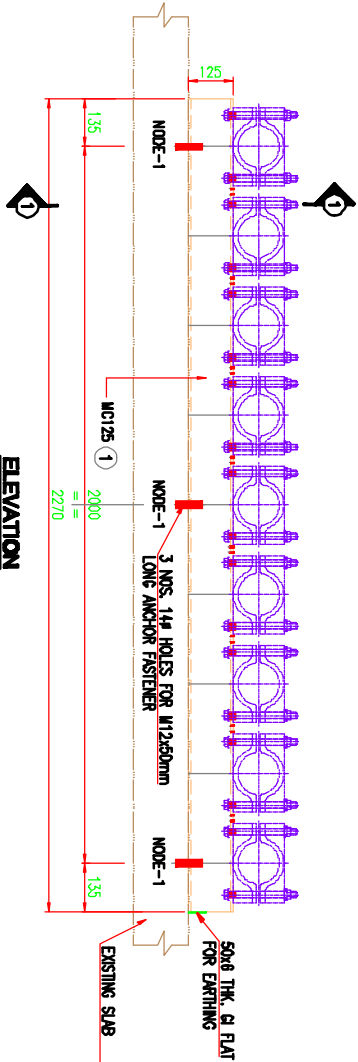 125
135
NODE-1
1
1
MC125 1
NODE-1
2000
= =
2270
ELEVATION
3 NOS. 14# HOLES FOR M12x50mm
LONG ANCHOR FASTENER
NODE-1
135
50x6 THK. GI FLAT
FOR EARTHING
EXISTING SLAB